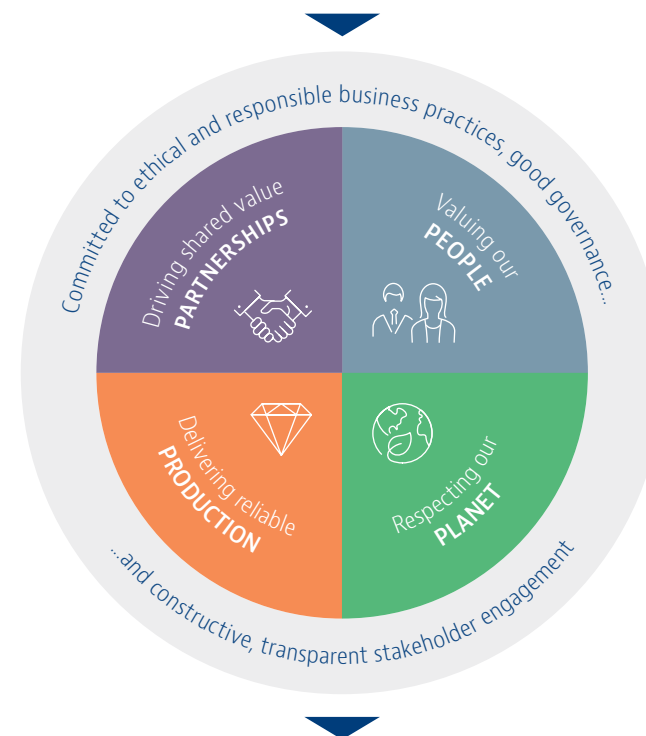 Committed to ethical and responsible business practices, good governance...
Driving shared value
PARTNERSHIPS
Valuing our
PEOPLE
Delivering reliable
PRODUCTION
Respecting our
PLANET
...and constructive, transparent stakeholder engagement